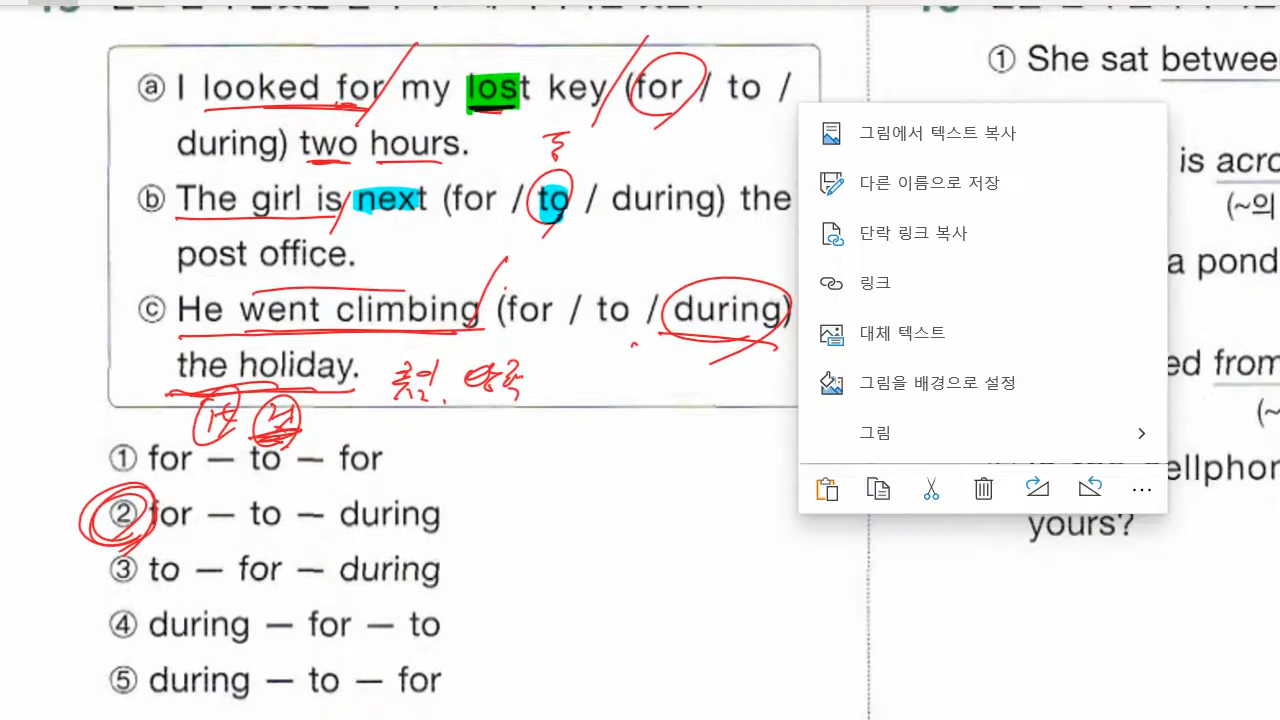 ⓐ I looked for my lost key (for / to /
during) two hours.
ⓑ The girl is next (for / to / during) the
post office.
ⓒ He went climbing (for / to / during)
the holiday.
① for – to – for
② for – to – during
③ to – for – during
④ during – for – to
⑤ during – to – for
① She sat betwee
is acro
(~의
a pond
ed from
(~
cellphon
yours?
그림에서 텍스트 복사
다른 이름으로 저장
단락 링크 복사
링크
대체 텍스트
그림을 배경으로 설정
그림